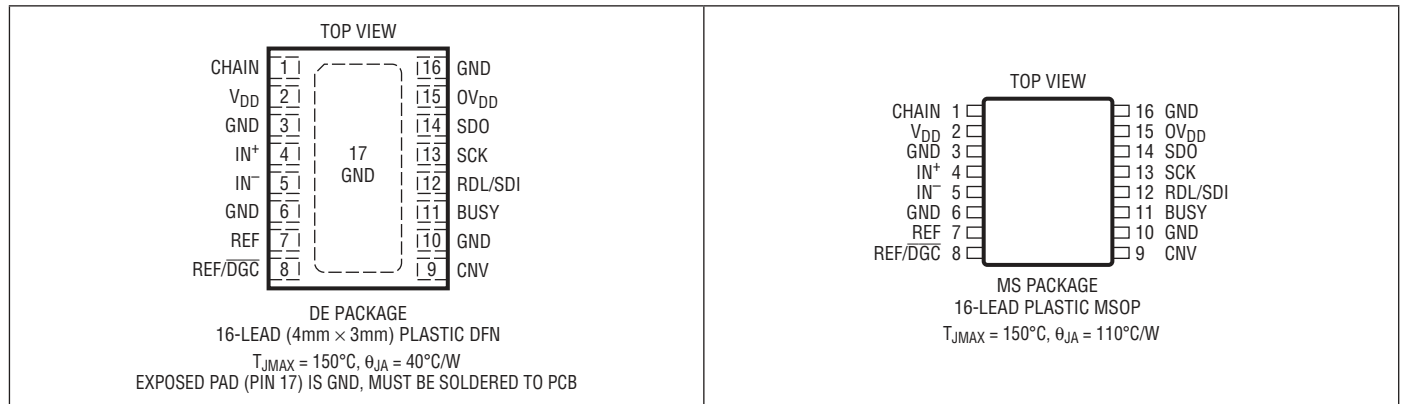 TOP VIEW
CHAIN 1 16 GND
VDD 2 15 OVDD
GND 3 14 SDO
IN+ 4 13 SCK
IN– 5 12 RDL/SDI
GND 6 11 BUSY
REF 7 10 GND
REF/DGC 8 9 CNV
17
GND
DE PACKAGE
16-LEAD (4mm × 3mm) PLASTIC DFN
TJMAX = 150°C, θJA = 40°C/W
EXPOSED PAD (PIN 17) IS GND, MUST BE SOLDERED TO PCB
TOP VIEW
CHAIN 1 16 GND
VDD 2 15 OVDD
GND 3 14 SDO
IN+ 4 13 SCK
IN– 5 12 RDL/SDI
GND 6 11 BUSY
REF 7 10 GND
REF/DGC 8 9 CNV
MS PACKAGE
16-LEAD PLASTIC MSOP
TJMAX = 150°C, θJA = 110°C/W